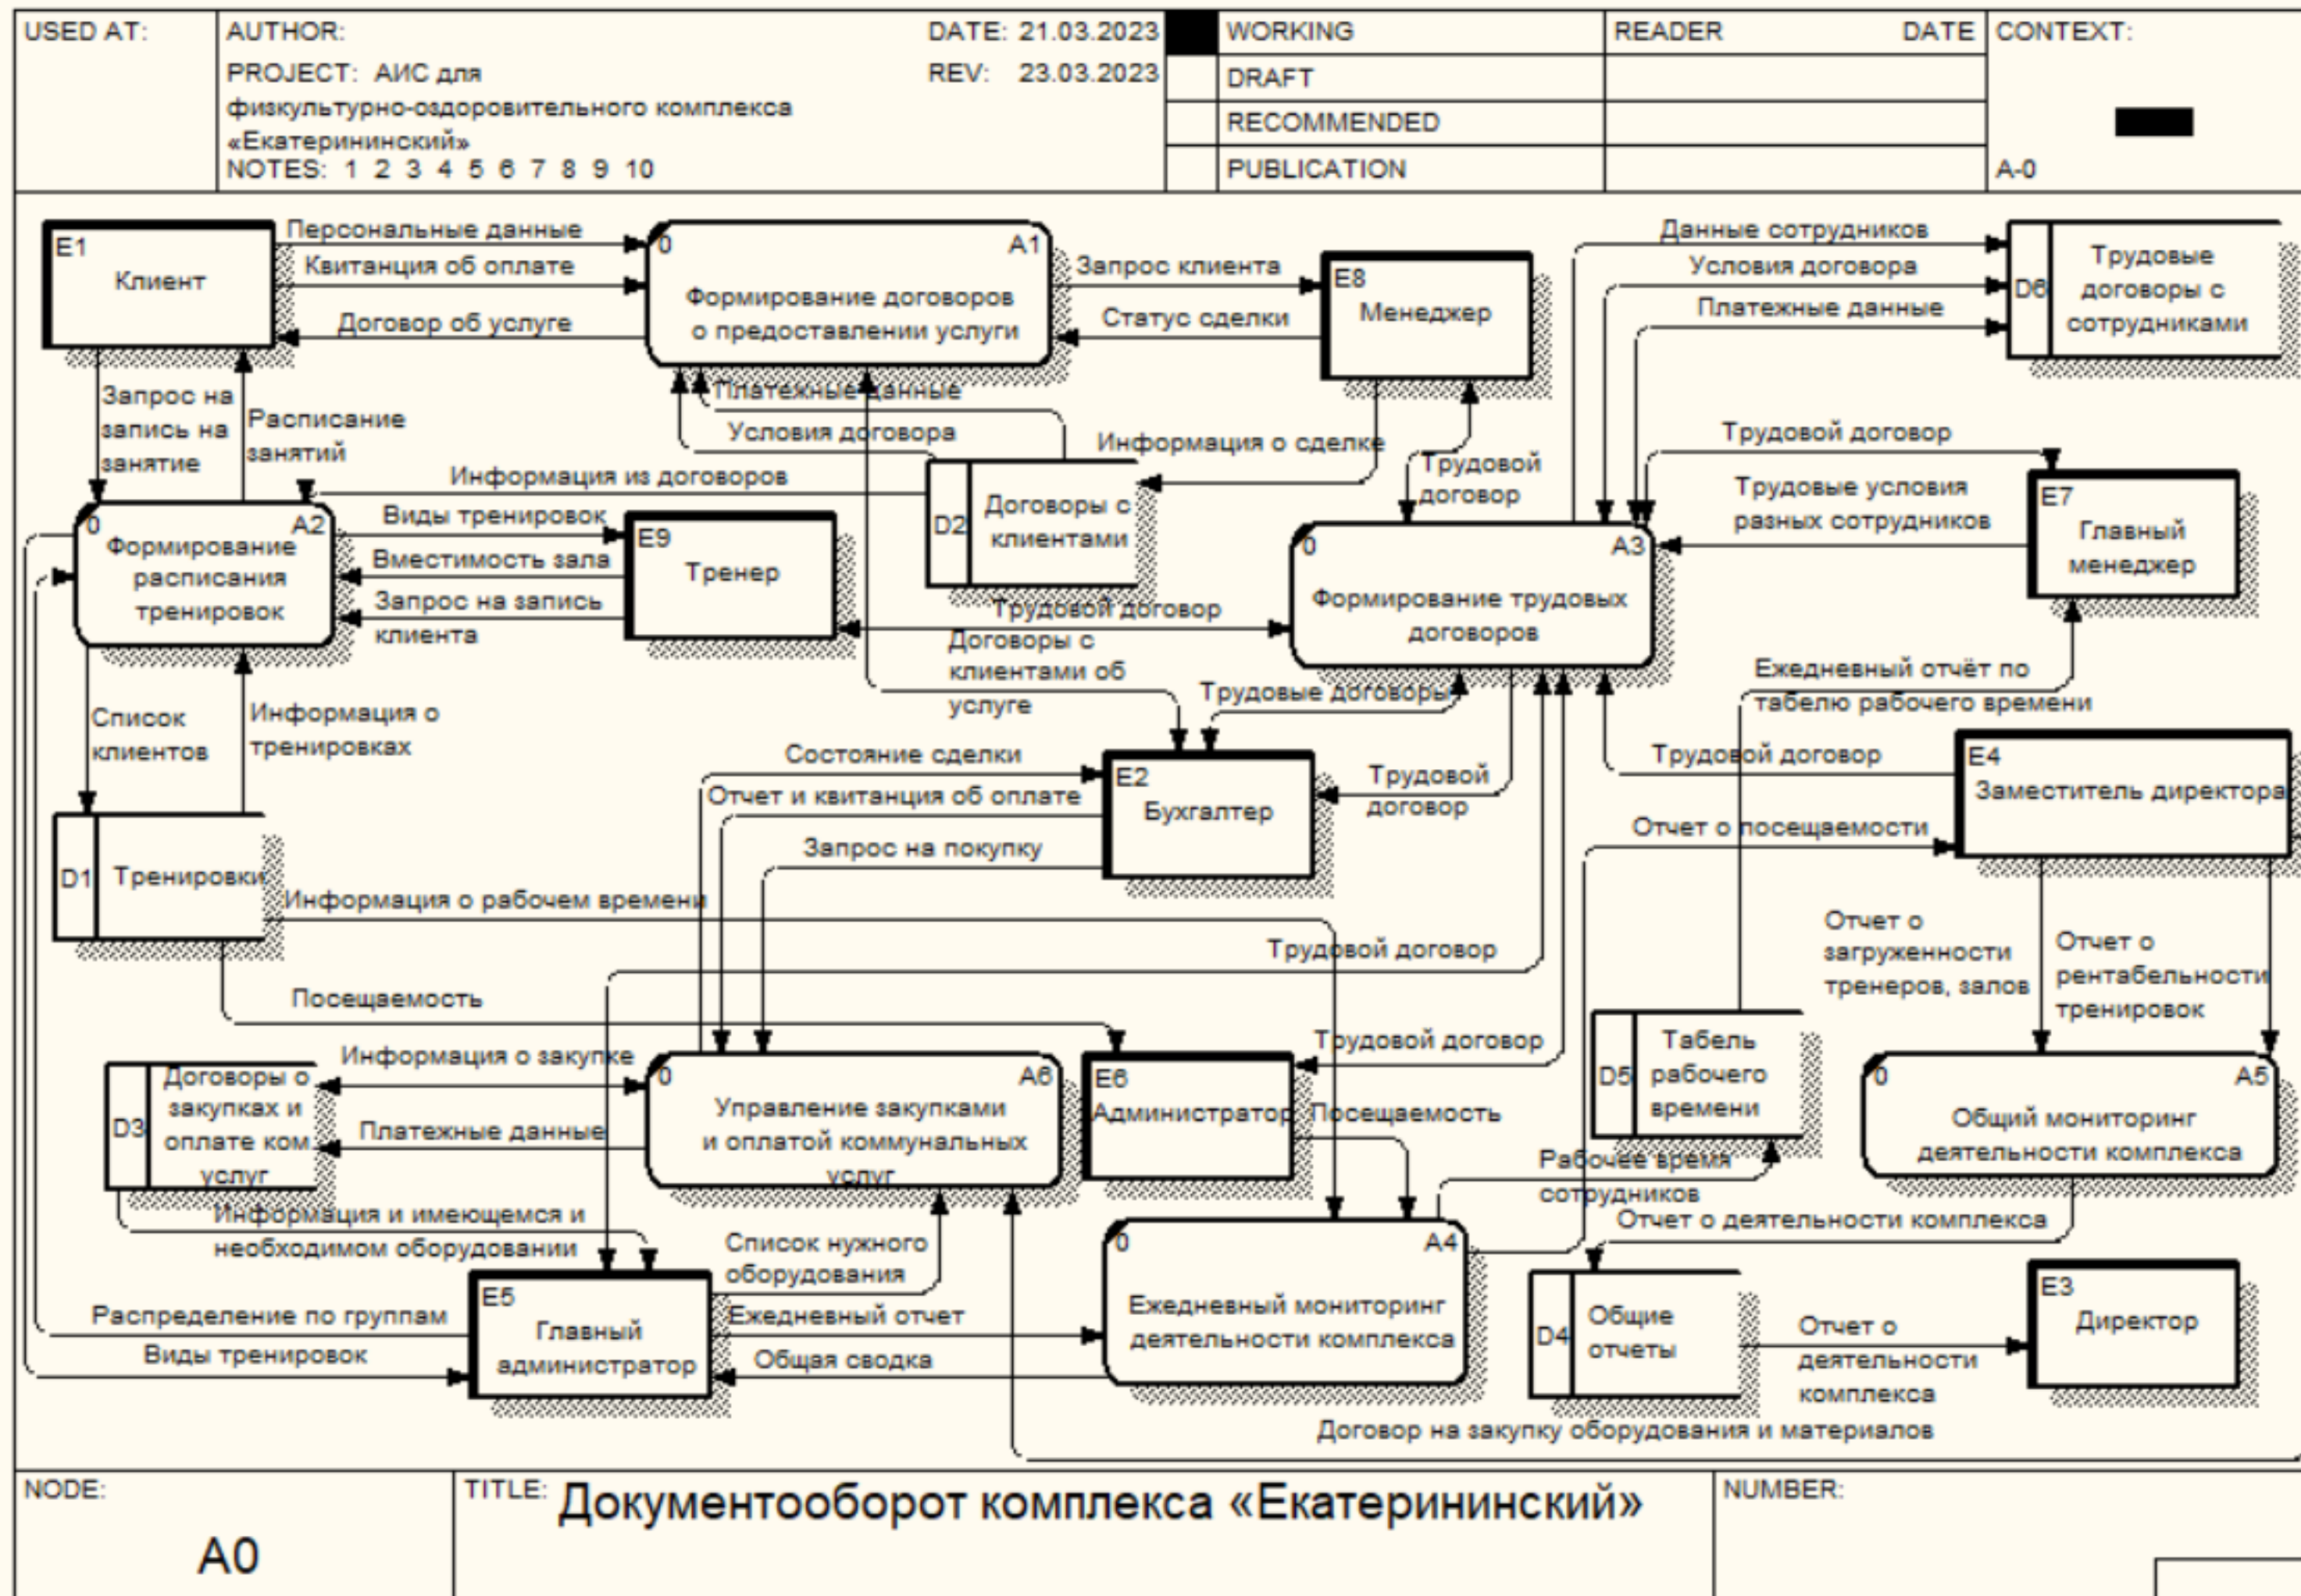 USED AT:
AUTHOR:
DATE: 21.03.2023
PROJECT: АИС для
физкультурно-оздоровительного комплекса
«Екатерининский»
REV: 23.03.2023
NOTES: 1 2 3 4 5 6 7 8 9 10
WORKING
DRAFT
RECOMMENDED
PUBLICATION
READER
DATE
CONTEXT:
A-0
E1
Клиент
Персональные данные
Квитанция об оплате
Договор об услуге
0
A1
Формирование договоров
о предоставлении услуги
Запрос клиента
Статус сделки
E8
Менеджер
Данные сотрудников
Условия договора
Платежные данные
D6
Трудовые
договоры с
сотрудниками
Запрос на
запись на
занятие
Расписание
занятий
Платежные данные
Условия договора
Информация о сделке
Трудовой
договор
Трудовой договор
Трудовые условия
разных сотрудников
E7
Главный
менеджер
Информация из договоров
0
A2
Формирование
расписания
тренировок
Виды тренировок
Вместимость зала
Запрос на запись
клиента
E9
Тренер
D2
Договоры с
клиентами
0
A3
Формирование трудовых
договоров
Трудовой договор
Договоры с
клиентами об
услуге
Трудовые договоры
Ежедневный отчёт по
табелю рабочего времени
Список
клиентов
Информация о
тренировках
Состояние сделки
Отчет и квитанция об оплате
Запрос на покупку
E2
Бухгалтер
Трудовой
договор
Трудовой договор
E4
Заместитель директора
Отчет о посещаемости
D1
Тренировки
Информация о рабочем времени
Трудовой договор
Посещаемость
Отчет о
загруженности
тренеров, залов
Отчет о
рентабельности
тренировок
D3
Договоры о
закупках и
оплате ком
услуг
Информация о закупке
Платежные данные
0
A6
Управление закупками
и оплатой коммунальных
услуг
E6
Администратор
Трудовой договор
Посещаемость
D5
Табель
рабочего
времени
0
A5
Общий мониторинг
деятельности комплекса
Рабочее время
сотрудников
Информация и имеющемся и
необходимом оборудовании
Список нужного
оборудования
Отчет о деятельности комплекса
E5
Главный
администратор
Распределение по группам
Виды тренировок
Ежедневный отчет
Общая сводка
0
A4
Ежедневный мониторинг
деятельности комплекса
D4
Общие
отчеты
Отчет о
деятельности
комплекса
E3
Директор
Договор на закупку оборудования и материалов
NODE:
A0
TITLE: Документооборот комплекса «Екатерининский»
NUMBER: